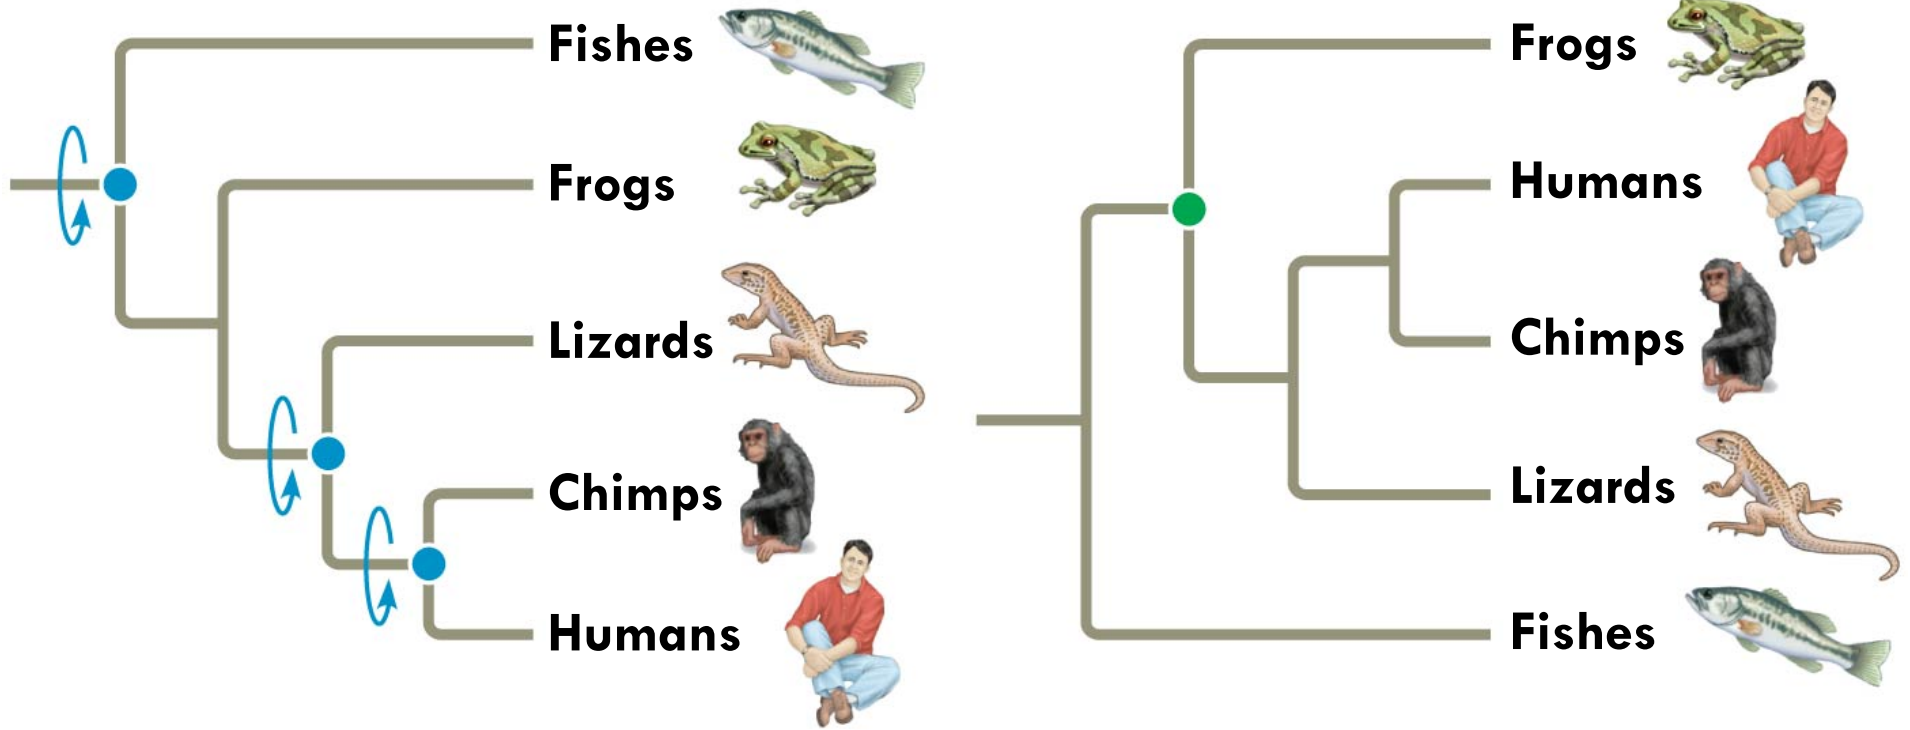 Fishes
Frogs
Lizards
Chimps
Humans
Frogs
Humans
Chimps
Lizards
Fishes